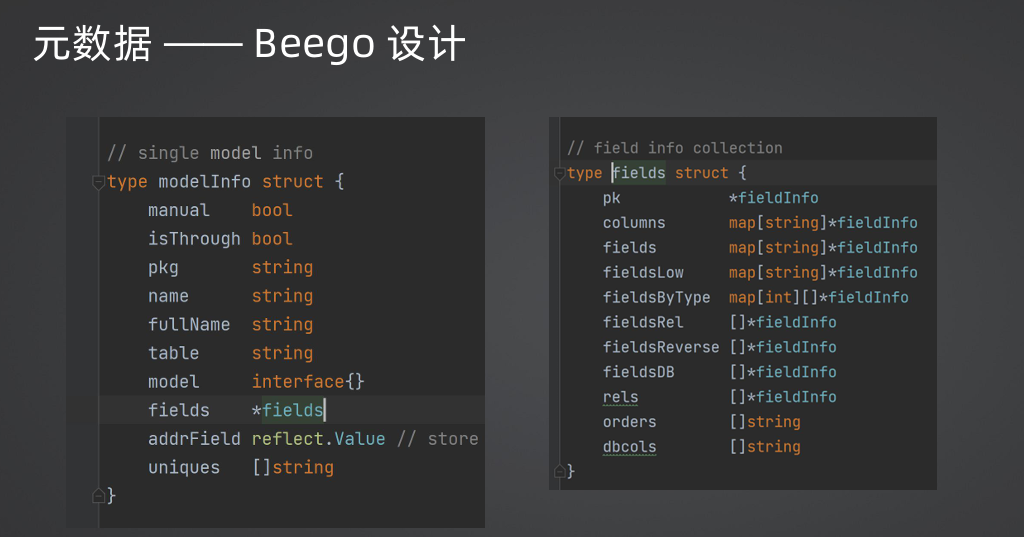 元数据 —— Beego 设计
// single model info
type modelInfo struct {
manual bool
isThrough bool
pkg string
name string
fullName string
table string
model interface{}
fields *fields
addrField reflect.Value // store
uniques []string
}
// field info collection
type fields struct {
pk *fieldInfo
columns map[string]*fieldInfo
fields map[string]*fieldInfo
fieldsLow map[string]*fieldInfo
fieldsByType map[int][]*fieldInfo
fieldsRel []*fieldInfo
fieldsReverse []*fieldInfo
fieldsDB []*fieldInfo
rels []*fieldInfo
orders []string
dbcols []string
}